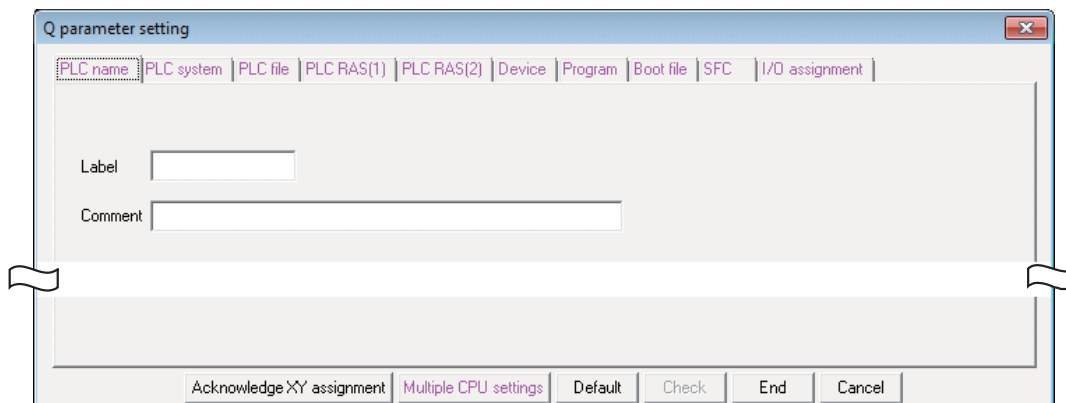 Q parameter setting
PLC name PLC system PLC file PLC RAS(1) PLC RAS(2) Device Program Boot file SFC I/O assignment
Label
Comment
Acknowledge XY assignment Multiple CPU settings Default Check End Cancel